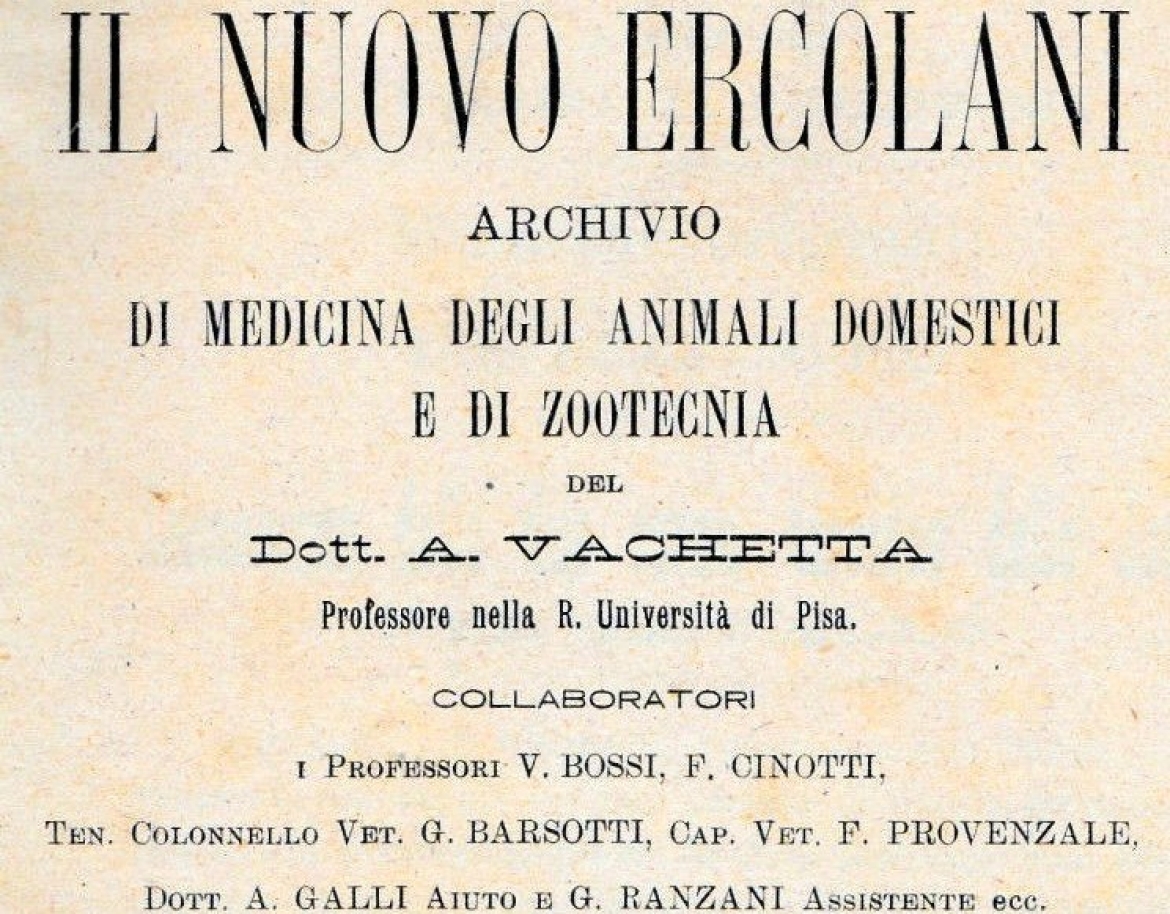 IL NUOVO ERCOLANI
ARCHIVIO
DI MEDICINA DEGLI ANIMALI DOMESTICI
E DI ZOOTECNIA
DEL
Dott. A. VACHETTA
Professore nella R. Università di Pisa.
COLLABORATORI
I PROFESSORI V. BOSSI, F. CINOTTI,
TEN. COLONNELLO VET. G. BARSOTTI, CAP. VET. F. PROVENZALE,
DOTT. A. GALLI AIUTO E G. RANZANI ASSISTENTE ecc.